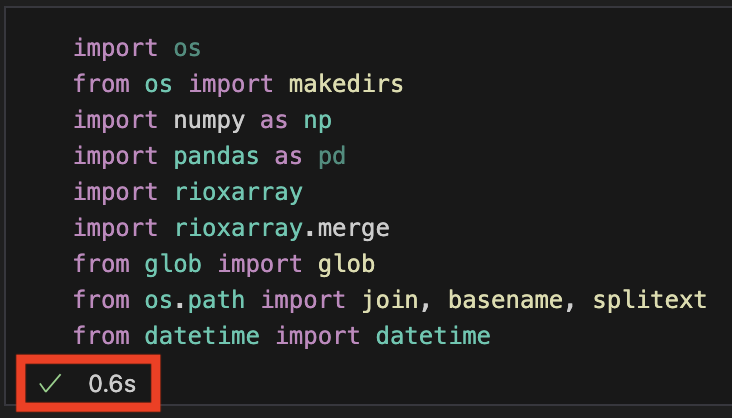 import os
from os import makedirs
import numpy as np
import pandas as pd
import rioxarray
import rioxarray.merge
from glob import glob
from os.path import join, basename, splitext
from datetime import datetime
✓ 0.6s